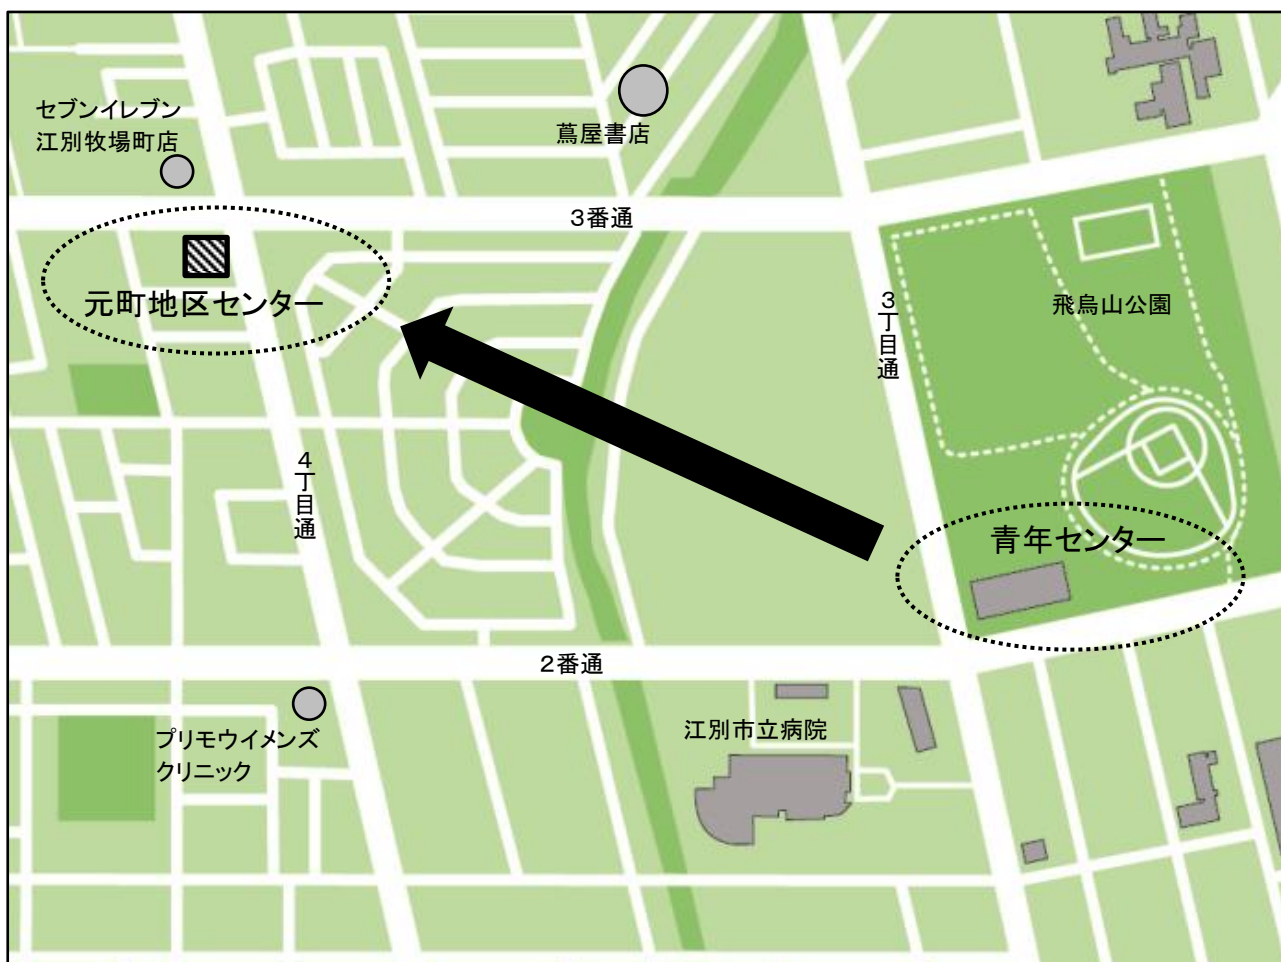 セブンイレブン
江別牧場町店
蔦屋書店
3番通
元町地区センター
3丁目通
飛鳥山公園
4丁目通
青年センター
2番通
プリモウイメンズ
クリニック
江別市立病院